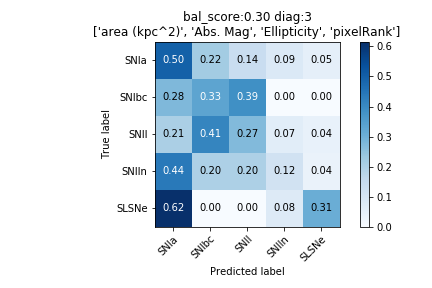 bal_score:0.30 diag:3
['area (kpc^2)', 'Abs. Mag', 'Ellipticity', 'pixelRank']
True label
SNIa 0.50 0.22 0.14 0.09 0.05
SNIbc 0.28 0.33 0.39 0.00 0.00
SNII 0.21 0.41 0.27 0.07 0.04
SNIIn 0.44 0.20 0.20 0.12 0.04
SLSNe 0.62 0.00 0.00 0.08 0.31
SNIa SNIbc SNII SNIIn SLSNe
Predicted label
0.6
0.5
0.4
0.3
0.2
0.1
0.0